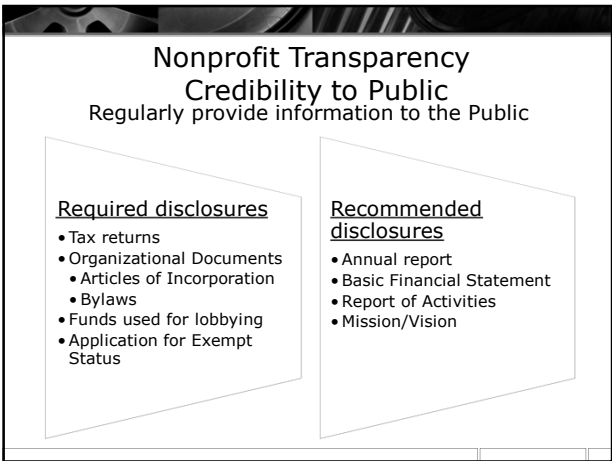 Nonprofit Transparency
Credibility to Public
Regularly provide information to the Public
Required disclosures
• Tax returns
• Organizational Documents
• Articles of Incorporation
• Bylaws
• Funds used for lobbying
• Application for Exempt
Status
Recommended
disclosures
• Annual report
• Basic Financial Statement
• Report of Activities
• Mission/Vision